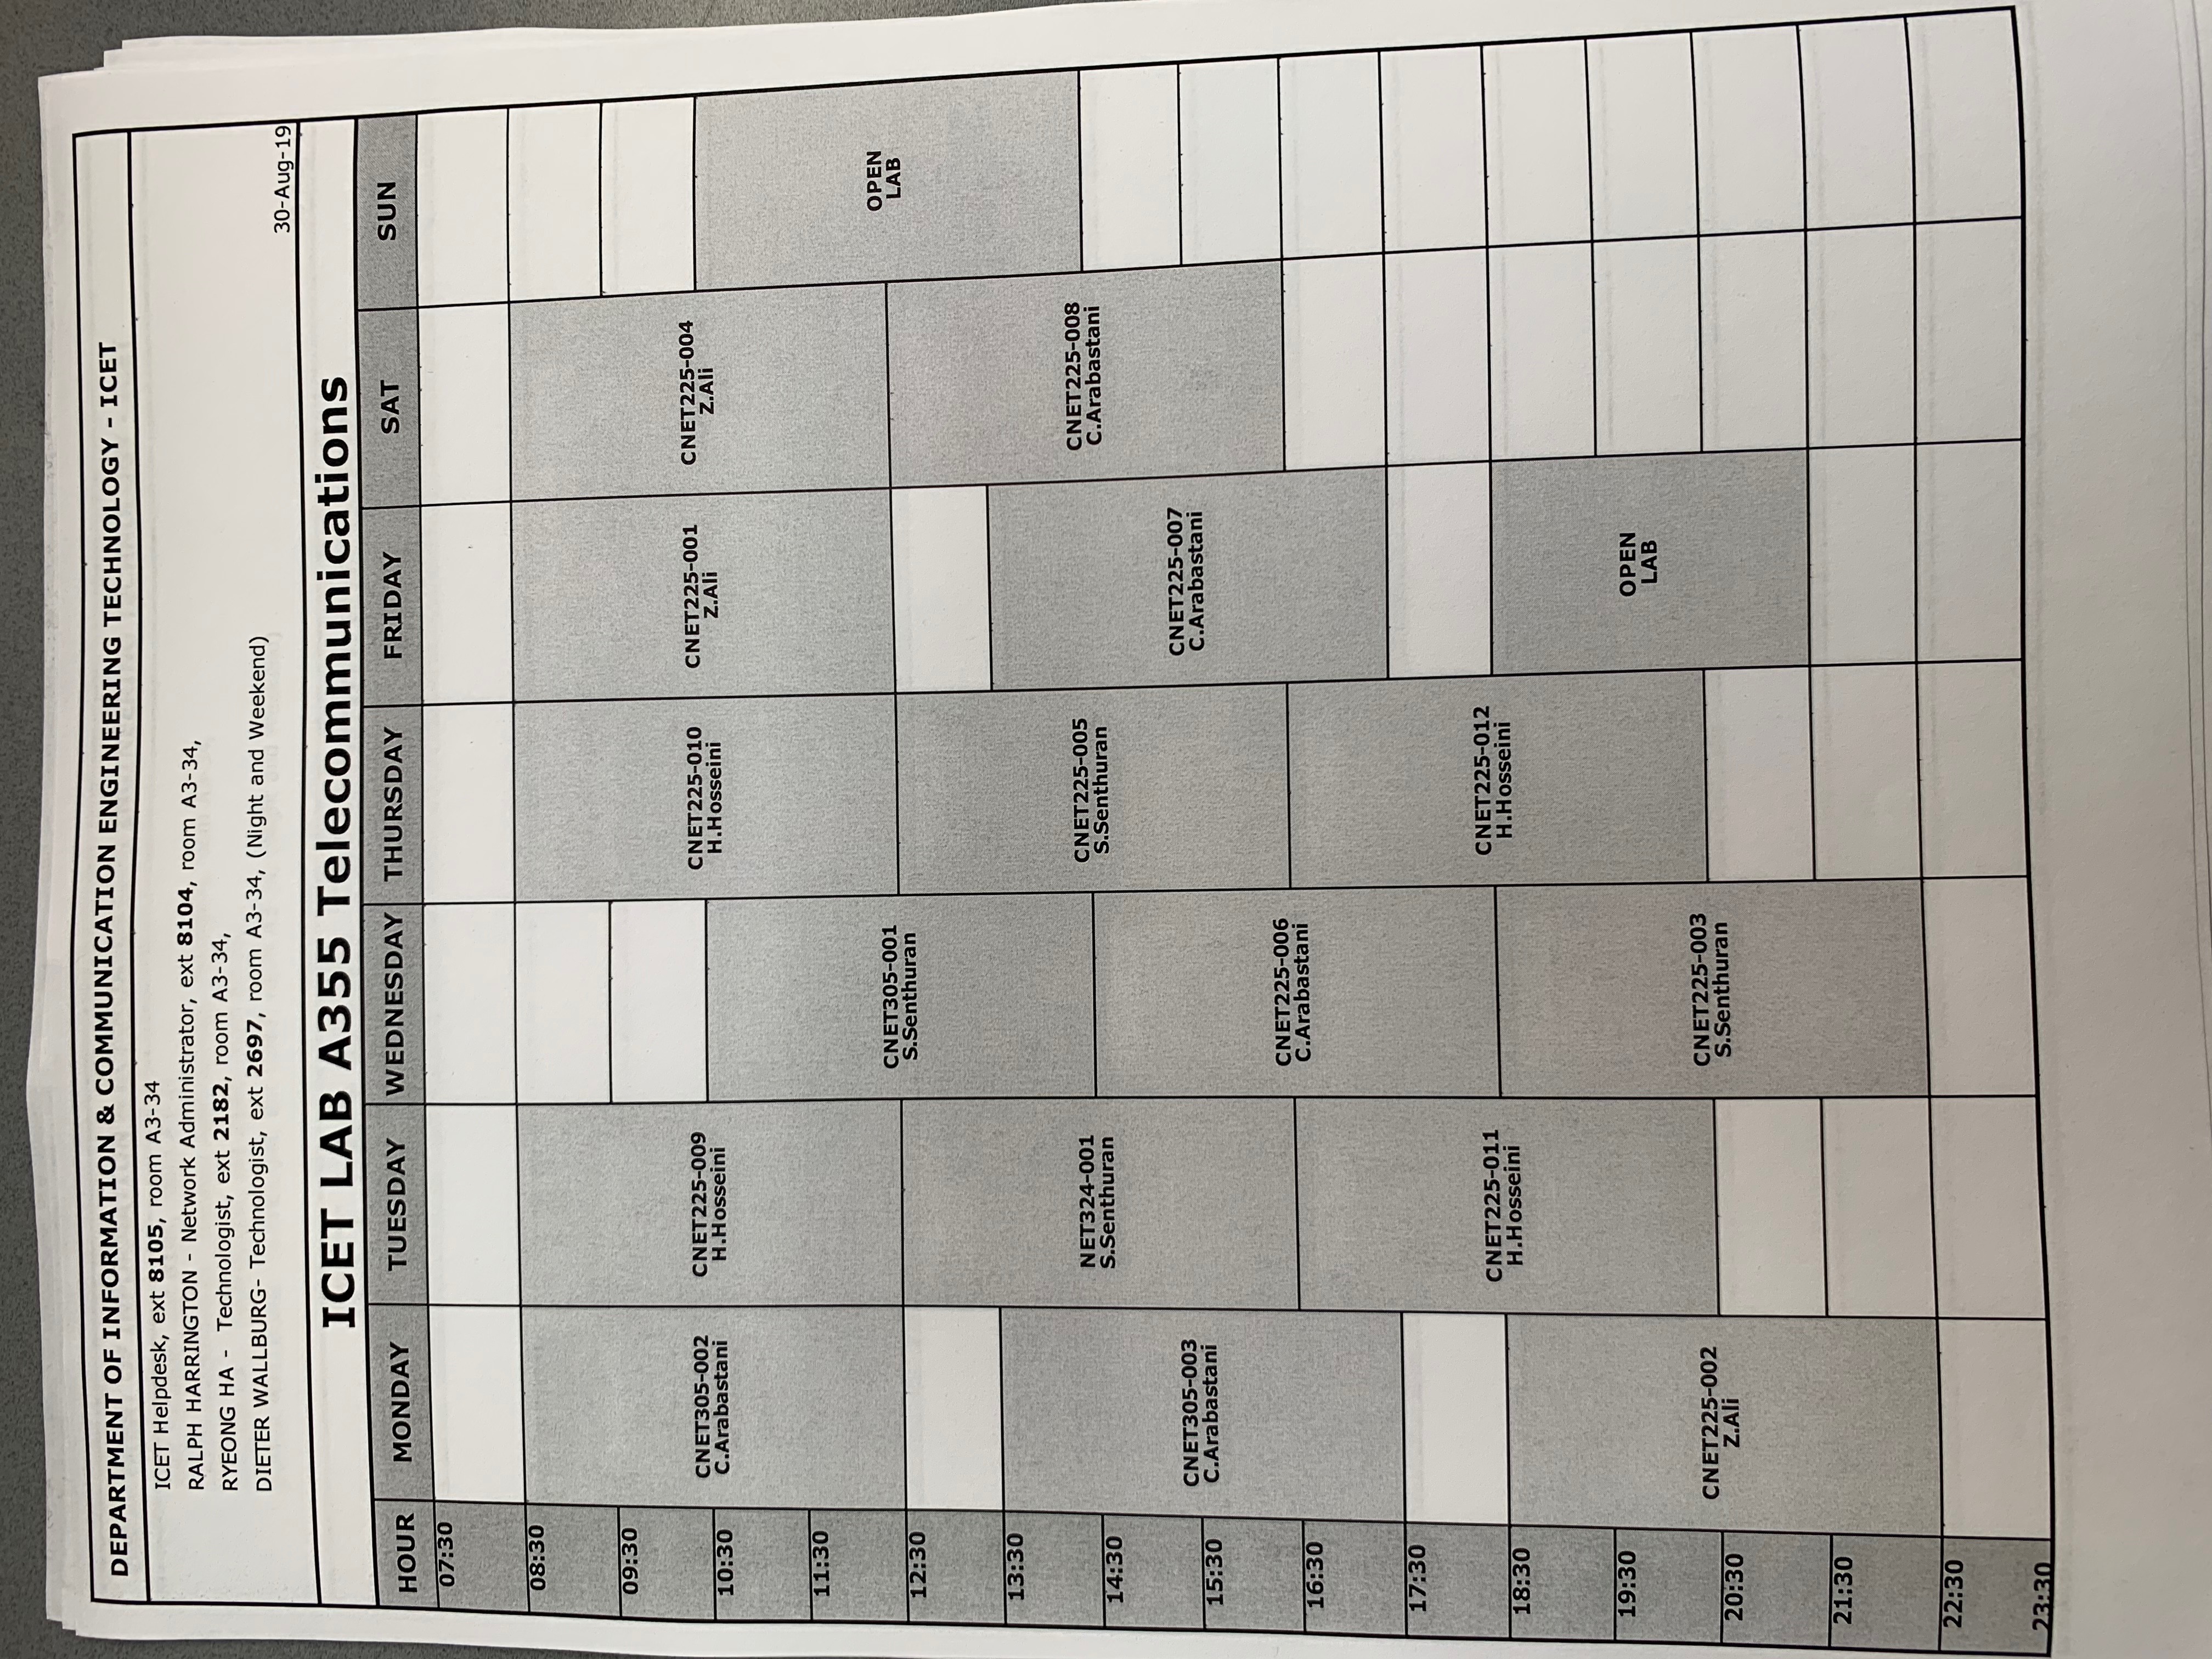 DEPARTMENT OF INFORMATION & COMMUNICATION ENGINEERING TECHNOLOGY - ICET
ICET Helpdesk, ext 8105, room A3-34
RALPH HARRINGTON - Network Administrator, ext 8104, room A3-34,
RYEONG HA - Technologist, ext 2182, room A3-34,
DIETER WALLBURG- Technologist, ext 2697, room A3-34, (Night and Weekend)
30-Aug-19
ICET LAB A355 Telecommunications
HOUR MONDAY TUESDAY WEDNESDAY THURSDAY FRIDAY SAT SUN
07:30
08:30
09:30
CNET305-002 CNET225-009 CNET225-010 CNET225-001 CNET225-004
C.Arabastani H.Hosseini H.Hosseini Z.Ali Z.Ali
10:30
11:30
CNET305-001 OPEN
S.Senthuran LAB
12:30
13:30
NET324-001 CNET225-005 CNET225-008
S.Senthuran S.Senthuran C.Arabastani
14:30
CNET305-003 CNET225-007
C.Arabastani C.Arabastani
15:30
CNET225-006
C.Arabastani
16:30
17:30
CNET225-011 CNET225-012
H.Hosseini H.Hosseini
18:30
19:30
OPEN
LAB
CNET225-002 CNET225-003
Z.Ali S.Senthuran
20:30
21:30
22:30
23:30